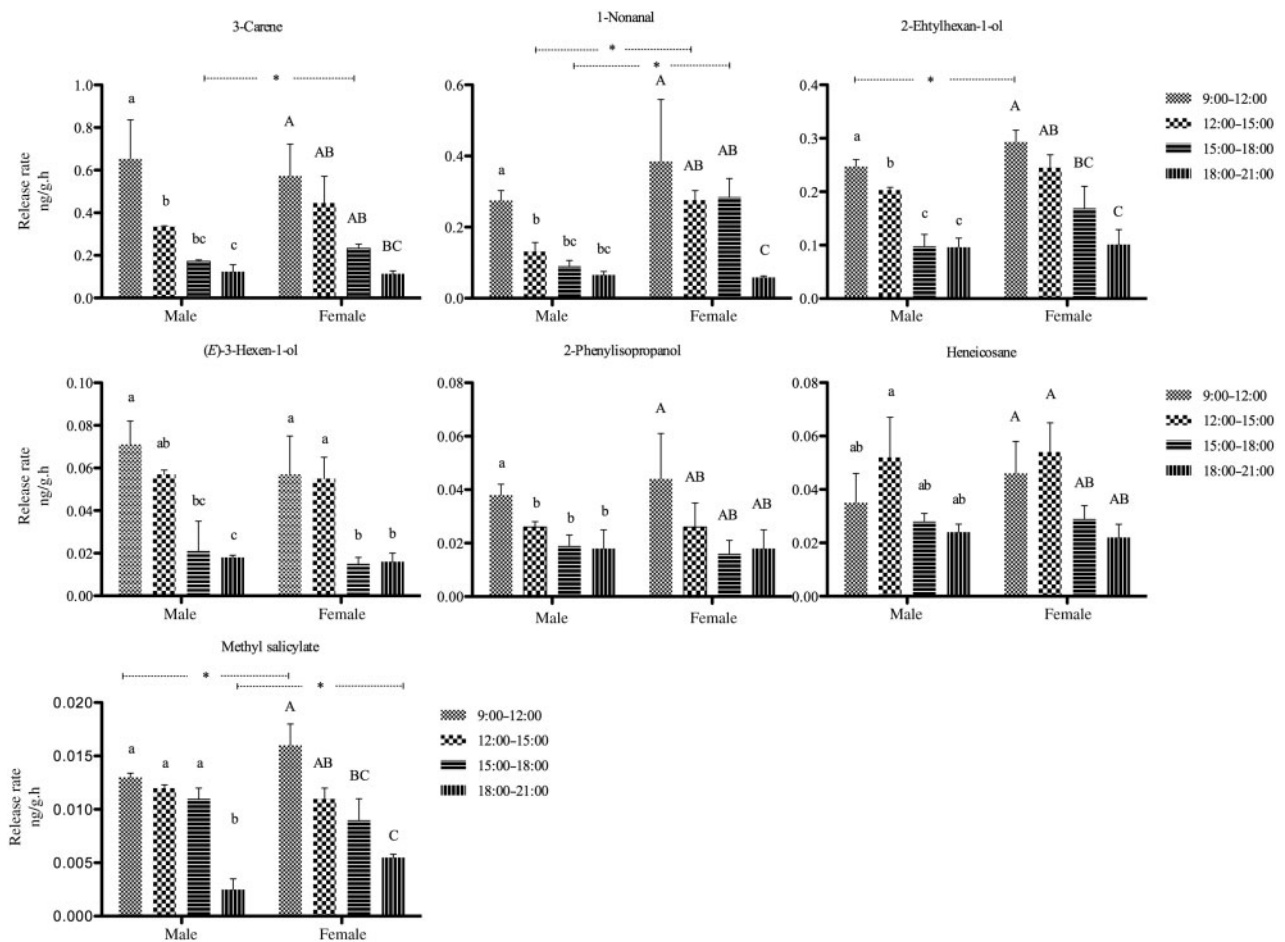 3-Carene
*
1.0
0.8
0.6
0.4
0.2
0.0
Release rate
ng/g.h
a
b
bc
c
A
AB
AB
BC
Male
Female
1-Nonanal
*
*
0.6
0.4
0.2
0.0
a
b
bc
bc
A
AB
AB
C
Male
Female
2-Ehtylhexan-1-ol
*
0.4
0.3
0.2
0.1
0.0
a
b
c
c
A
AB
BC
C
Male
Female
9:00–12:00
12:00–15:00
15:00–18:00
18:00–21:00
(E)-3-Hexen-1-ol
0.10
0.08
0.06
0.04
0.02
0.00
Release rate
ng/g.h
a
ab
bc
c
a
a
b
b
Male
Female
2-Phenylisopropanol
0.08
0.06
0.04
0.02
0.00
a
b
b
b
A
AB
AB
AB
Male
Female
Heneicosane
0.08
0.06
0.04
0.02
0.00
ab
a
ab
ab
A
A
AB
AB
Male
Female
9:00–12:00
12:00–15:00
15:00–18:00
18:00–21:00
Methyl salicylate
*
*
0.020
0.015
0.010
0.005
0.000
Release rate
ng/g.h
a
a
a
b
A
AB
BC
C
Male
Female
9:00–12:00
12:00–15:00
15:00–18:00
18:00–21:00